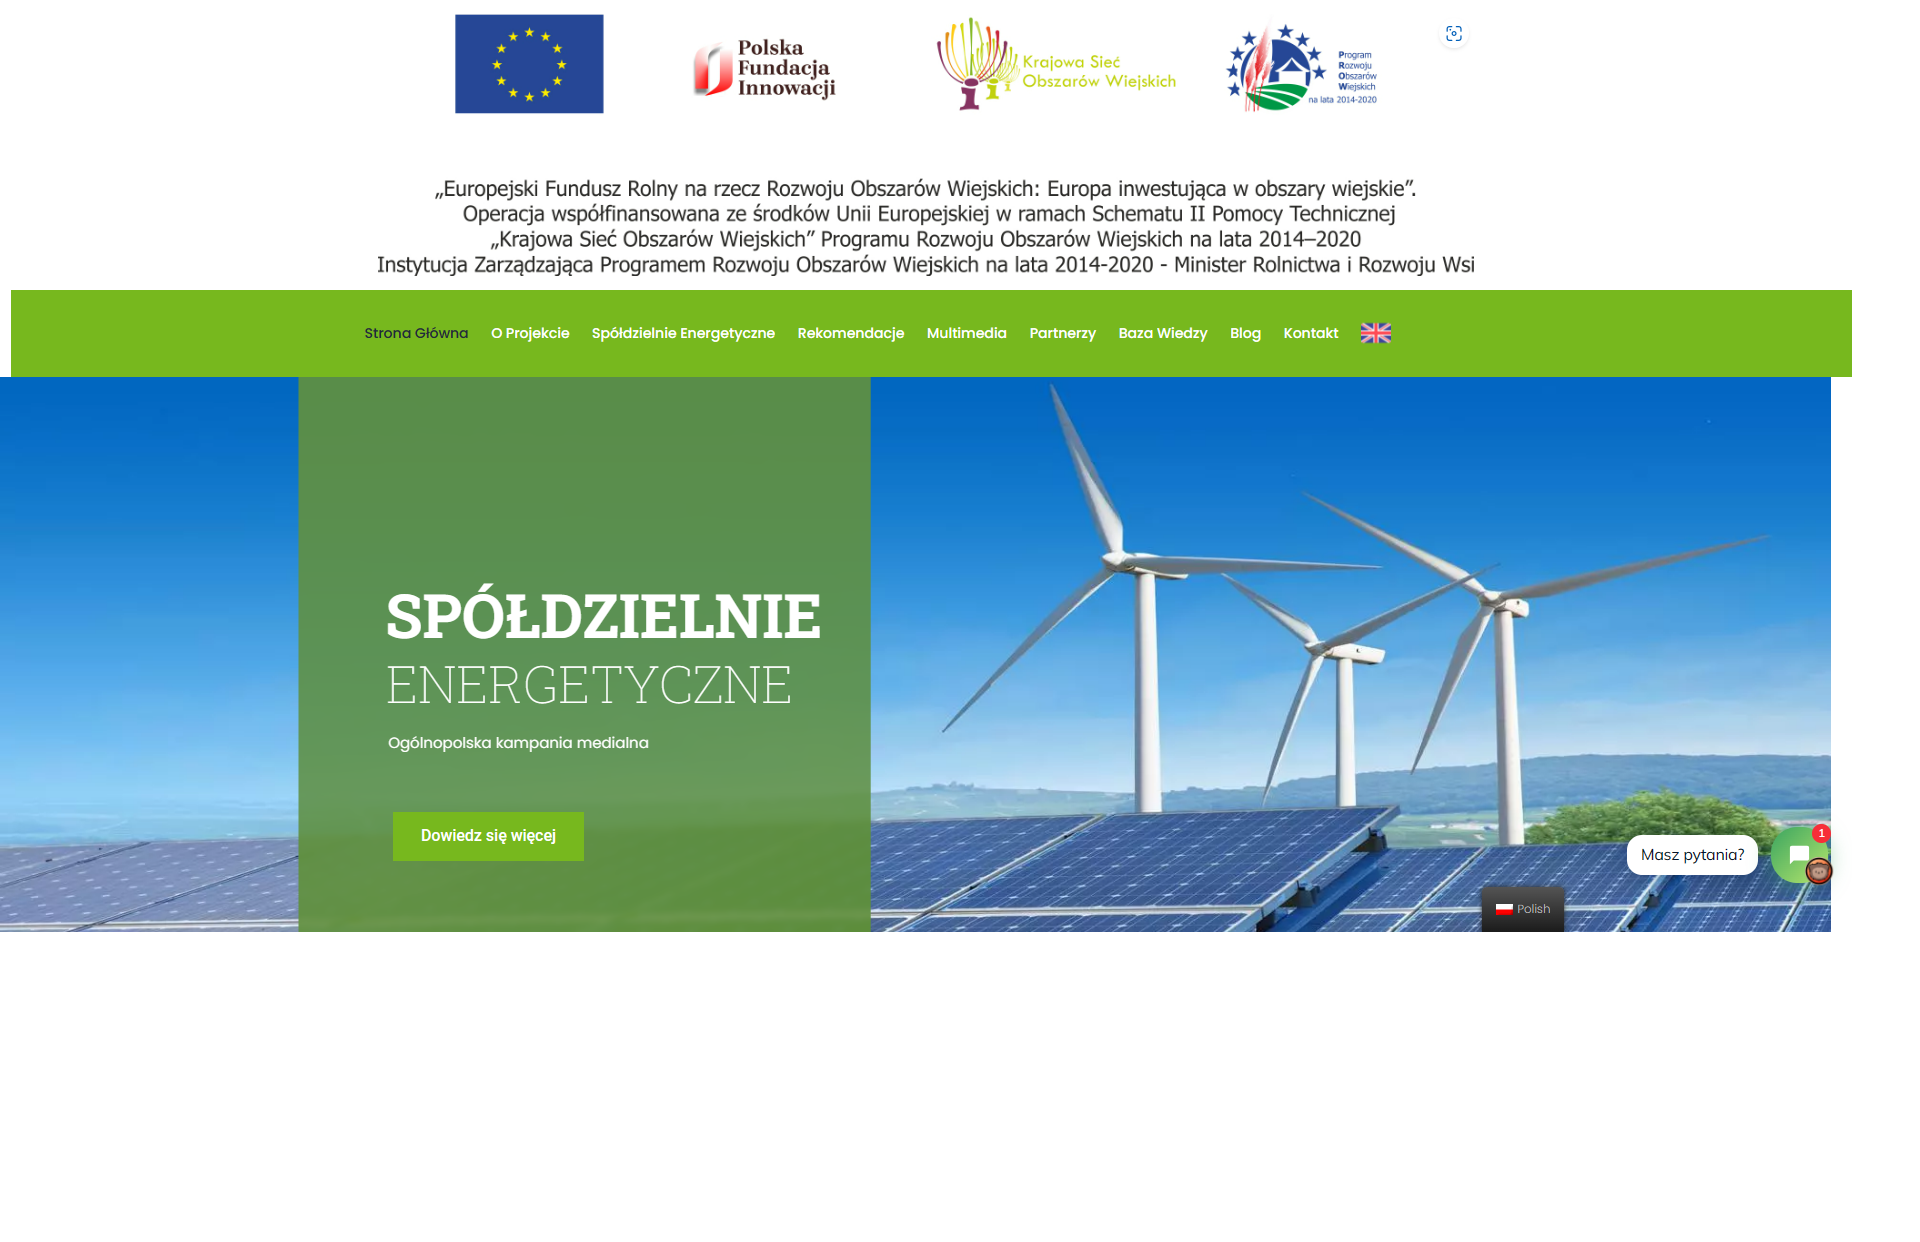 Polska
Fundacja
Innowacji
Krajowa Sieć
Obszarów Wiejskich
Program
Rozwoju
Obszarów
Wiejskich
na lata 2014-2020
„Europejski Fundusz Rolny na rzecz Rozwoju Obszarów Wiejskich: Europa inwestująca w obszary wiejskie”.
Operacja współfinansowana ze środków Unii Europejskiej w ramach Schematu II Pomocy Technicznej
„Krajowa Sieć Obszarów Wiejskich” Programu Rozwoju Obszarów Wiejskich na lata 2014–2020
Instytucja Zarządzająca Programem Rozwoju Obszarów Wiejskich na lata 2014-2020 - Minister Rolnictwa i Rozwoju Wsi
Strona Główna O Projekcie Spółdzielnie Energetyczne Rekomendacje Multimedia Partnerzy Baza Wiedzy Blog Kontakt
SPÓŁDZIELNIE
ENERGETYCZNE
Ogólnopolska kampania medialna
Dowiedz się więcej
1
Masz pytania?
Polish